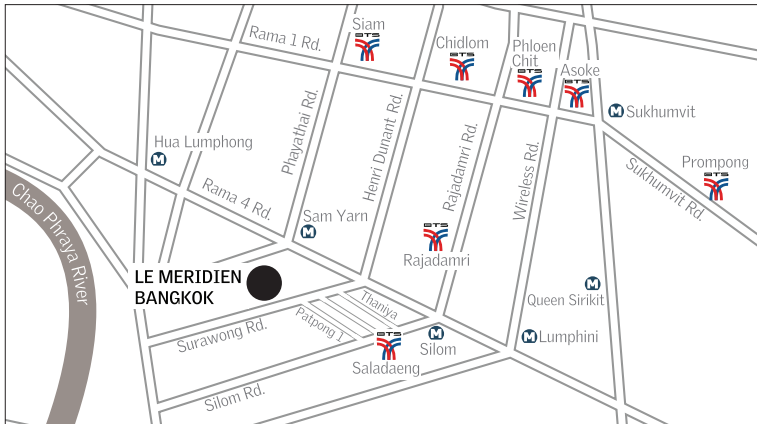 Siam
BTS
Rama 1 Rd.
Chidlom
BTS
Phloen
Chit
BTS
Asoke
BTS
M Sukhumvit
Hua Lumphong
M
Payathai Rd.
Henri Dunant Rd.
Rajadamri Rd.
Wireless Rd.
Prompong
BTS
Sukhumvit Rd.
Rama 4 Rd.
Chao Phraya River
Sam Yarn
M
BTS
Rajadamri
LE MERIDIEN
BANGKOK
M
Queen Sirikit
Thaniya
Patpong 1
Surawong Rd.
BTS
Saladaeng
M
Silom
M Lumphini
Silom Rd.